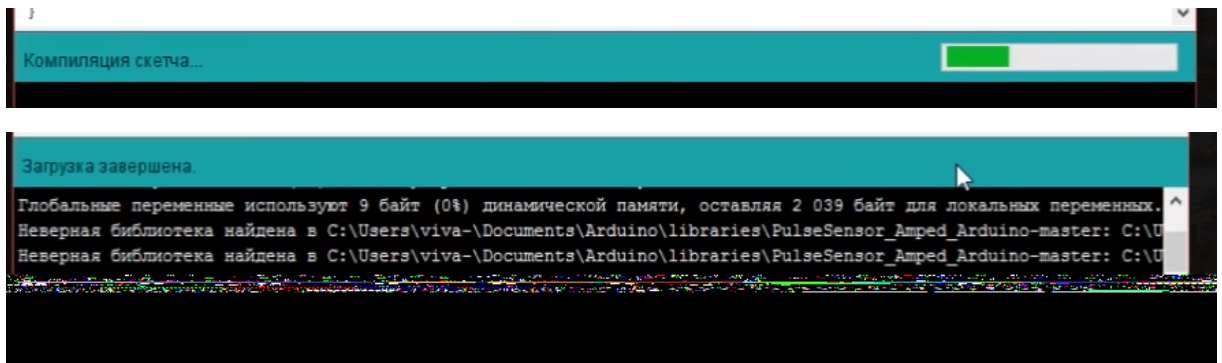 }
Компиляция скетча...
Загрузка завершена.
Глобальные переменные используют 9 байт (0%) динамической памяти, оставляя 2 039 байт для локальных переменных.
Неверная библиотека найдена в C:\Users\viva-\Documents\Arduino\libraries\PulseSensor_Amped_Arduino-master: C:\U
Неверная библиотека найдена в C:\Users\viva-\Documents\Arduino\libraries\PulseSensor_Amped_Arduino-master: C:\U